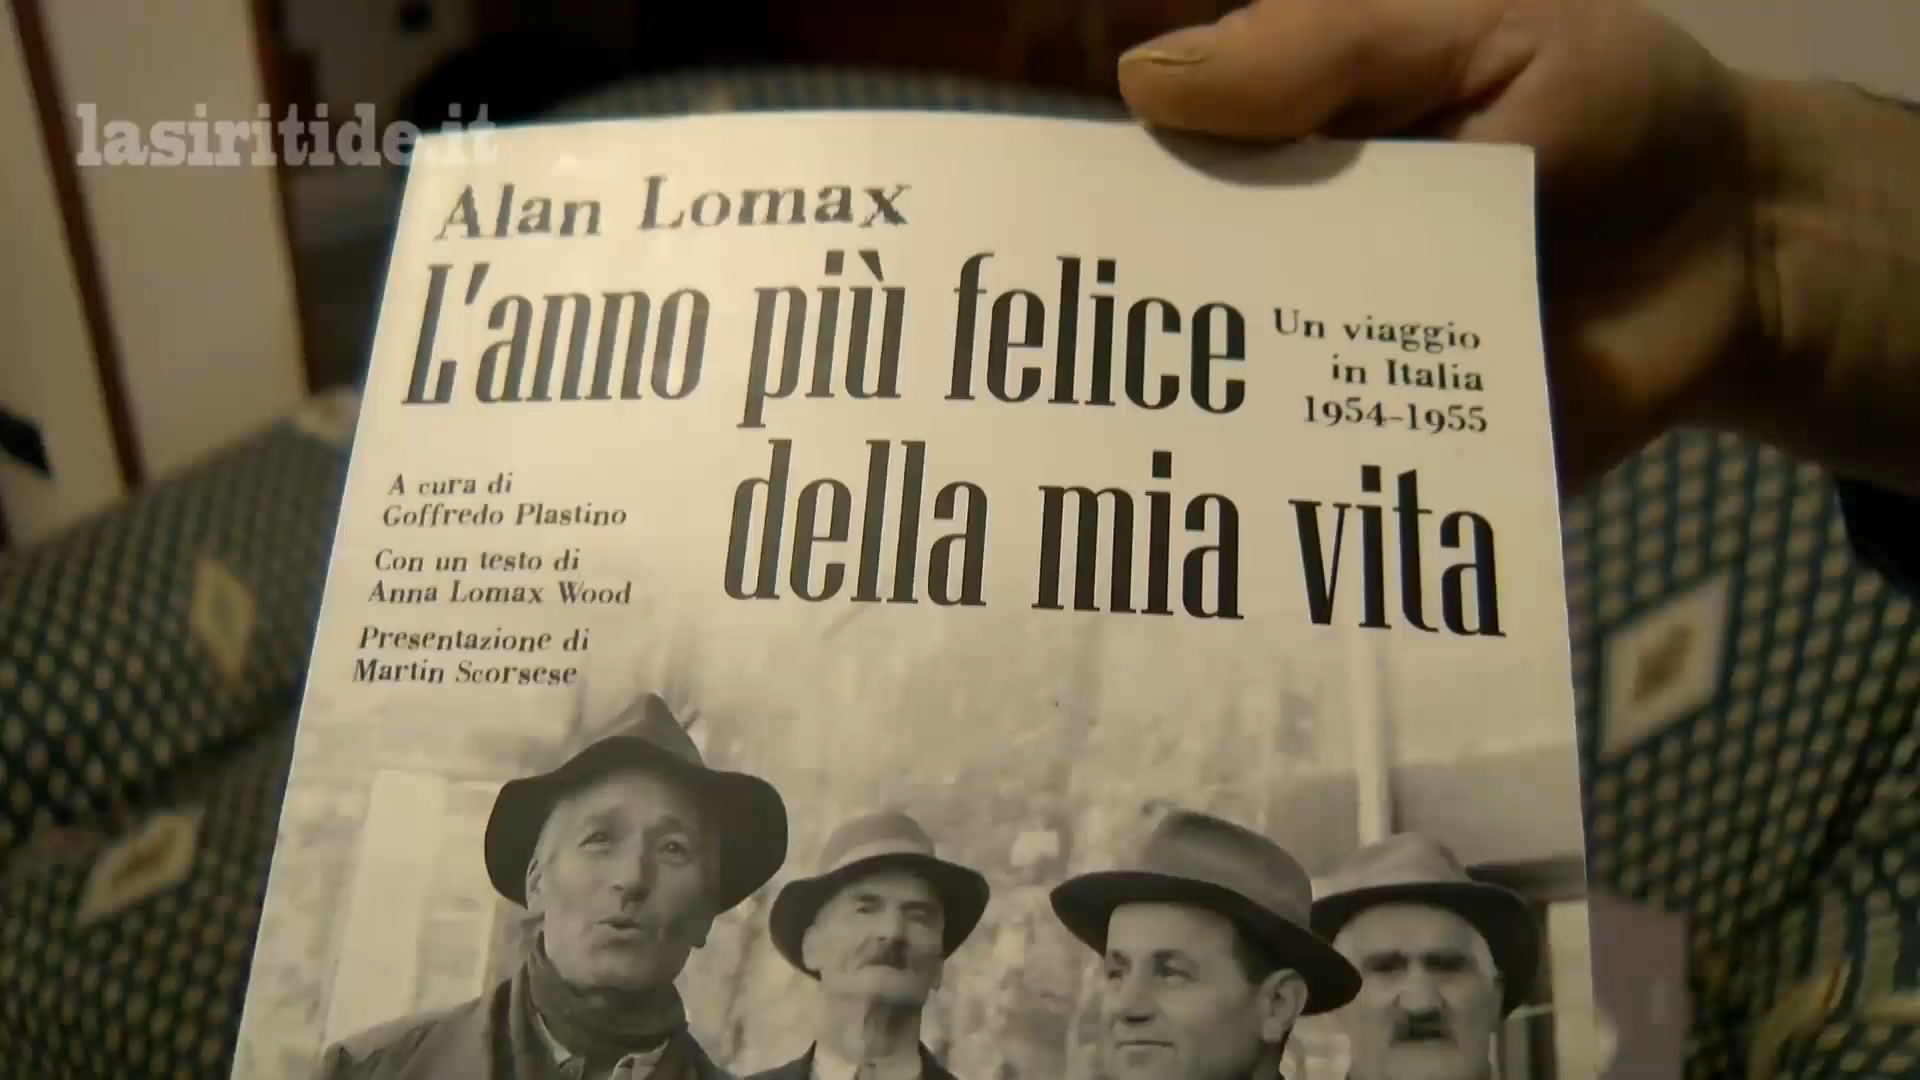 lasiritide.it
Alan Lomax
L'anno più felice
della mia vita
Un viaggio
in Italia
1954-1955
A cura di
Goffredo Plastino
Con un testo di
Anna Lomax Wood
Presentazione di
Martin Scorsese